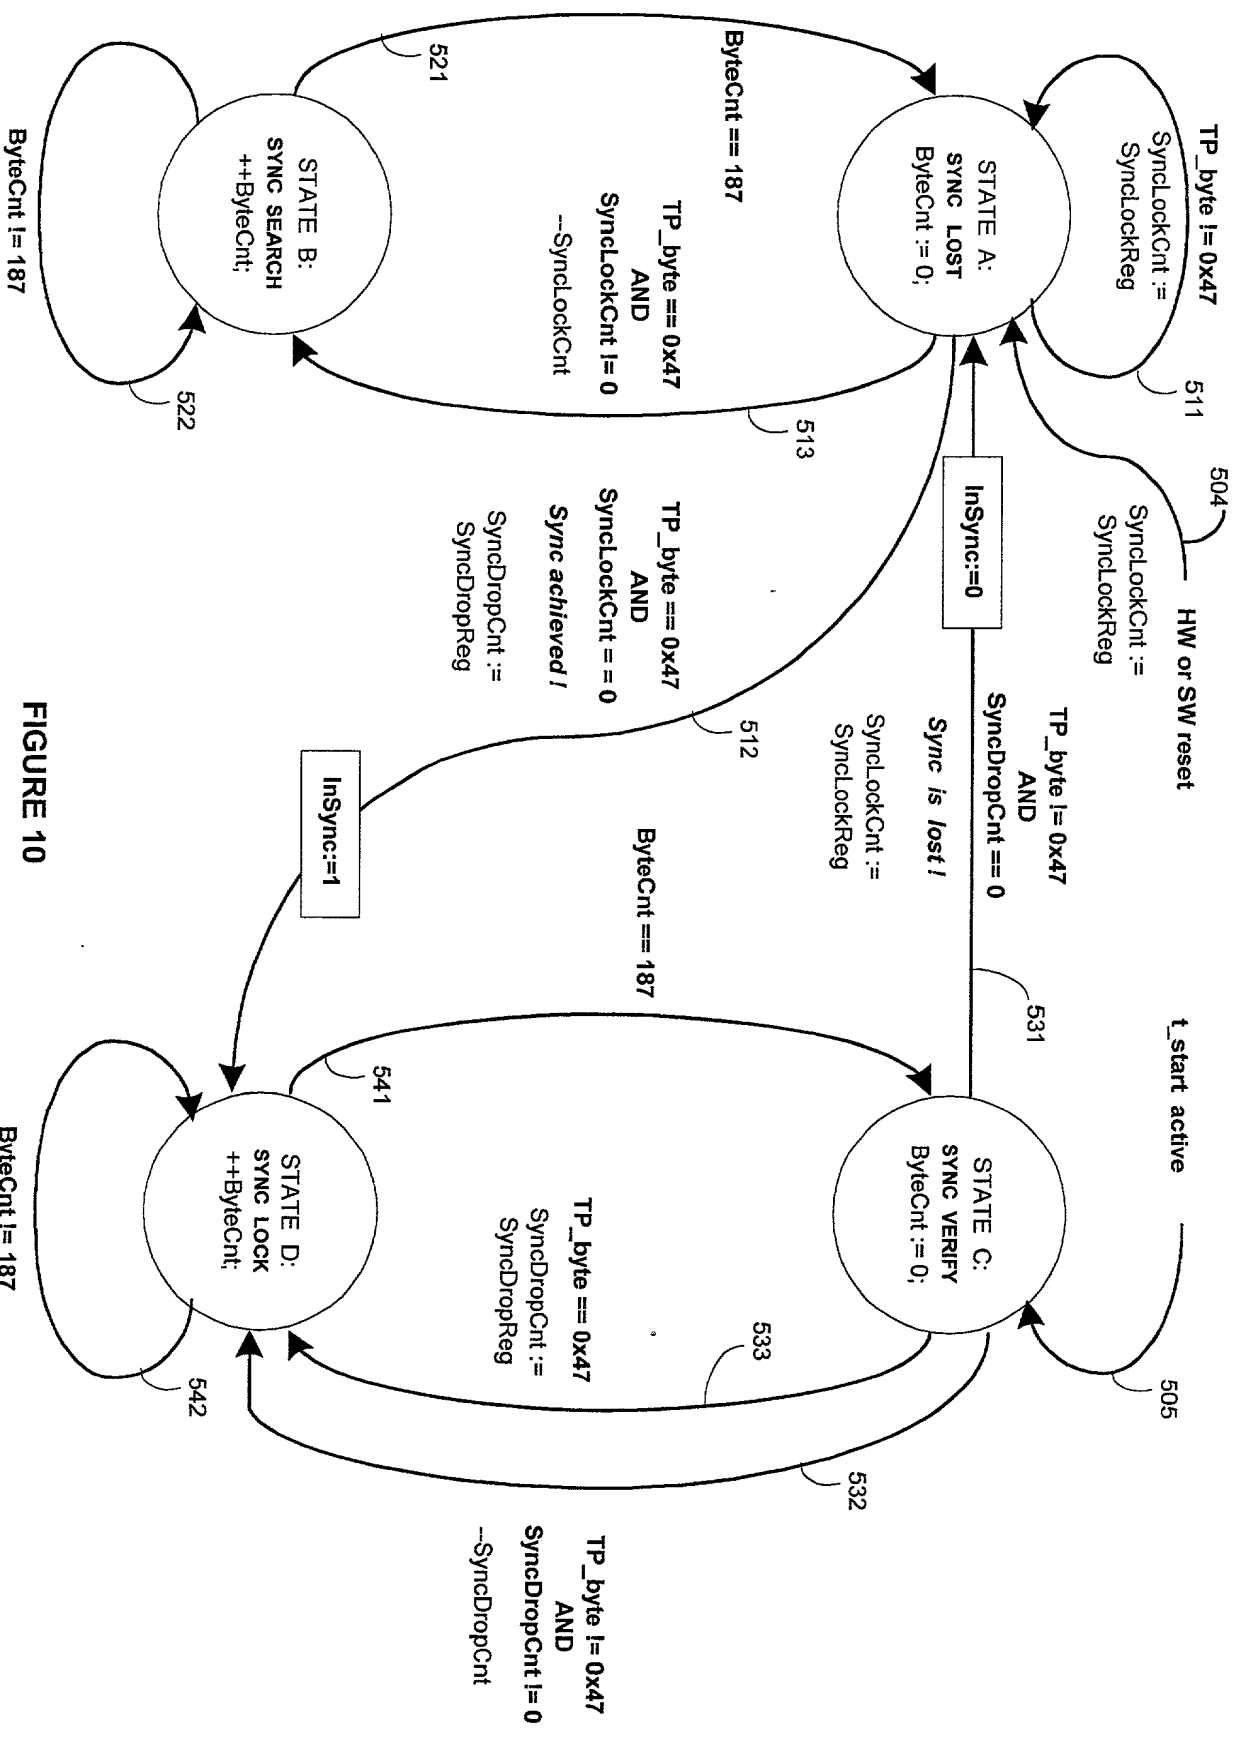 HW or SW reset
504
SyncLockCnt :=
SyncLockReg
TP_byte != 0x47
SyncLockCnt :=
SyncLockReg
511
STATE A:
SYNC LOST
ByteCnt := 0;
InSync:=0
TP_byte != 0x47
AND
SyncDropCnt == 0
Sync is lost !
SyncLockCnt :=
SyncLockReg
531
t_start active
505
STATE C:
SYNC VERIFY
ByteCnt := 0;
ByteCnt == 187
521
TP_byte == 0x47
AND
SyncLockCnt != 0
--SyncLockCnt
513
TP_byte == 0x47
AND
SyncLockCnt = = 0
Sync achieved !
SyncDropCnt :=
SyncDropReg
512
InSync:=1
ByteCnt == 187
541
TP_byte == 0x47
SyncDropCnt :=
SyncDropReg
533
532
TP_byte != 0x47
AND
SyncDropCnt != 0
--SyncDropCnt
STATE B:
SYNC SEARCH
++ByteCnt;
522
ByteCnt != 187
STATE D:
SYNC LOCK
++ByteCnt;
542
ByteCnt != 187
FIGURE 10